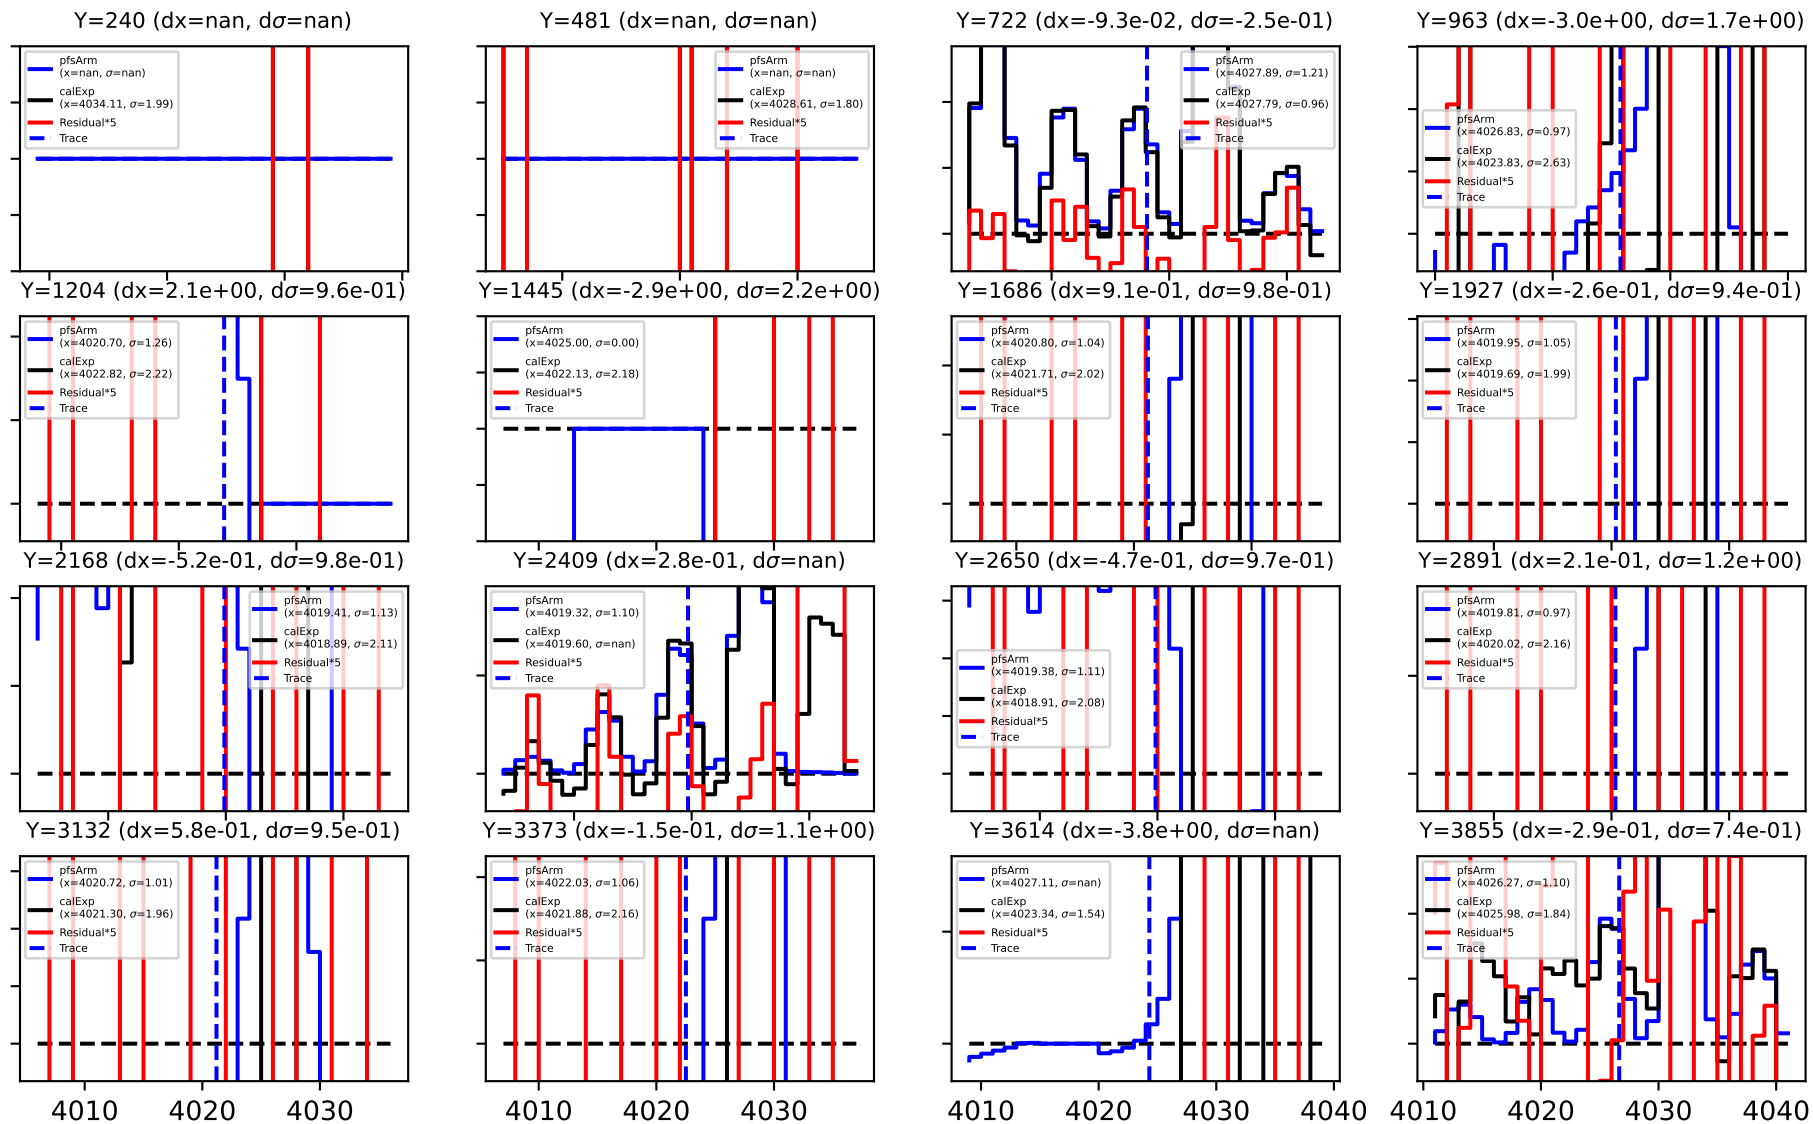 Y=240 (dx=nan, dσ=nan)
pfsArm
(x=nan, σ=nan)
calExp
(x=4034.11, σ=1.99)
Residual*5
Trace
Y=481 (dx=nan, dσ=nan)
pfsArm
(x=nan, σ=nan)
calExp
(x=4028.61, σ=1.80)
Residual*5
Trace
Y=722 (dx=-9.3e-02, dσ=-2.5e-01)
pfsArm
(x=4027.89, σ=1.21)
calExp
(x=4027.79, σ=0.96)
Residual*5
Trace
Y=963 (dx=-3.0e+00, dσ=1.7e+00)
pfsArm
(x=4026.83, σ=0.97)
calExp
(x=4023.83, σ=2.63)
Residual*5
Trace
Y=1204 (dx=2.1e+00, dσ=9.6e-01)
pfsArm
(x=4020.70, σ=1.26)
calExp
(x=4022.82, σ=2.22)
Residual*5
Trace
Y=1445 (dx=-2.9e+00, dσ=2.2e+00)
pfsArm
(x=4025.00, σ=0.00)
calExp
(x=4022.13, σ=2.18)
Residual*5
Trace
Y=1686 (dx=9.1e-01, dσ=9.8e-01)
pfsArm
(x=4020.80, σ=1.04)
calExp
(x=4021.71, σ=2.02)
Residual*5
Trace
Y=1927 (dx=-2.6e-01, dσ=9.4e-01)
pfsArm
(x=4019.95, σ=1.05)
calExp
(x=4019.69, σ=1.99)
Residual*5
Trace
Y=2168 (dx=-5.2e-01, dσ=9.8e-01)
pfsArm
(x=4019.41, σ=1.13)
calExp
(x=4018.89, σ=2.11)
Residual*5
Trace
Y=2409 (dx=2.8e-01, dσ=nan)
pfsArm
(x=4019.32, σ=1.10)
calExp
(x=4019.60, σ=nan)
Residual*5
Trace
Y=2650 (dx=-4.7e-01, dσ=9.7e-01)
pfsArm
(x=4019.38, σ=1.11)
calExp
(x=4018.91, σ=2.08)
Residual*5
Trace
Y=2891 (dx=2.1e-01, dσ=1.2e+00)
pfsArm
(x=4019.81, σ=0.97)
calExp
(x=4020.02, σ=2.16)
Residual*5
Trace
Y=3132 (dx=5.8e-01, dσ=9.5e-01)
pfsArm
(x=4020.72, σ=1.01)
calExp
(x=4021.30, σ=1.96)
Residual*5
Trace
Y=3373 (dx=-1.5e-01, dσ=1.1e+00)
pfsArm
(x=4022.03, σ=1.06)
calExp
(x=4021.88, σ=2.16)
Residual*5
Trace
Y=3614 (dx=-3.8e+00, dσ=nan)
pfsArm
(x=4027.11, σ=nan)
calExp
(x=4023.34, σ=1.54)
Residual*5
Trace
Y=3855 (dx=-2.9e-01, dσ=7.4e-01)
pfsArm
(x=4026.27, σ=1.10)
calExp
(x=4025.98, σ=1.84)
Residual*5
Trace
4010 4020 4030
4010 4020 4030
4010 4020 4030 4040
4010 4020 4030 4040